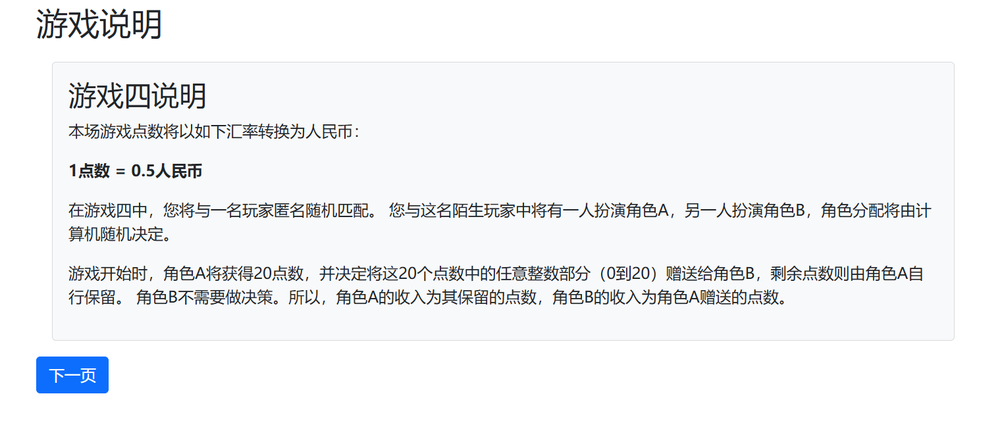 游戏说明
游戏四说明
本场游戏点数将以如下汇率转换为人民币：
1点数 = 0.5人民币
在游戏四中，您将与一名玩家匿名随机匹配。 您与这名陌生玩家中将有一人扮演角色A，另一人扮演角色B，角色分配将由计
算机随机决定。
游戏开始时，角色A将获得20点数，并决定将这20个点数中的任意整数部分（0到20）赠送给角色B，剩余点数则由角色A自
行保留。 角色B不需要做决策。所以，角色A的收入为其保留的点数，角色B的收入为角色A赠送的点数。
下一页